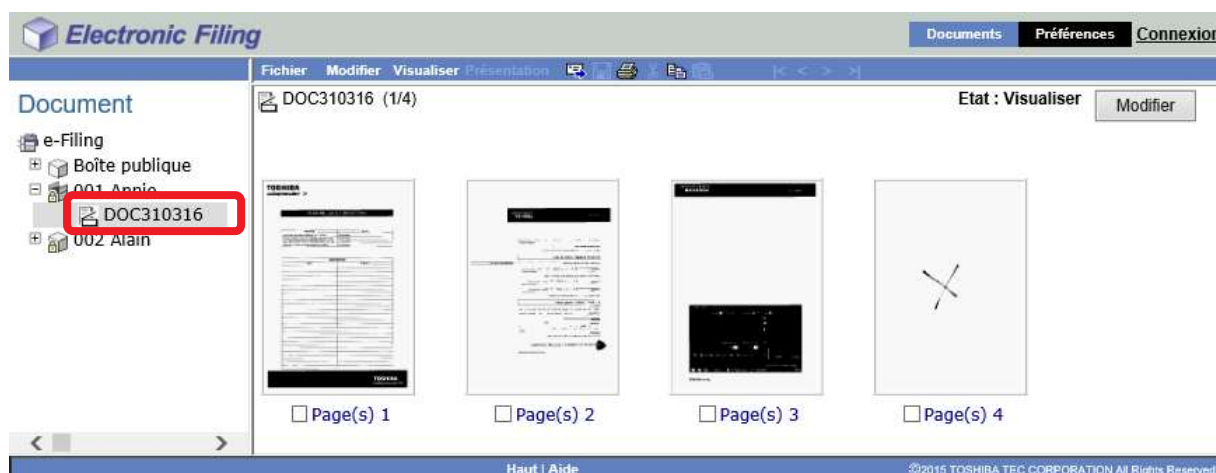 Electronic Filing
Documents Préférences Connexion
Fichier Modifier Visualiser Présentation |< < > >|
Document
DOC310316 (1/4) Etat : Visualiser Modifier
e-Filing
Boîte publique
001 Annie
DOC310316
002 Alain
TOSHIBA
TOSHIBA
Page(s) 1 Page(s) 2 Page(s) 3 Page(s) 4
Haut | Aide ©2015 TOSHIBA TEC CORPORATION All Rights Reserved